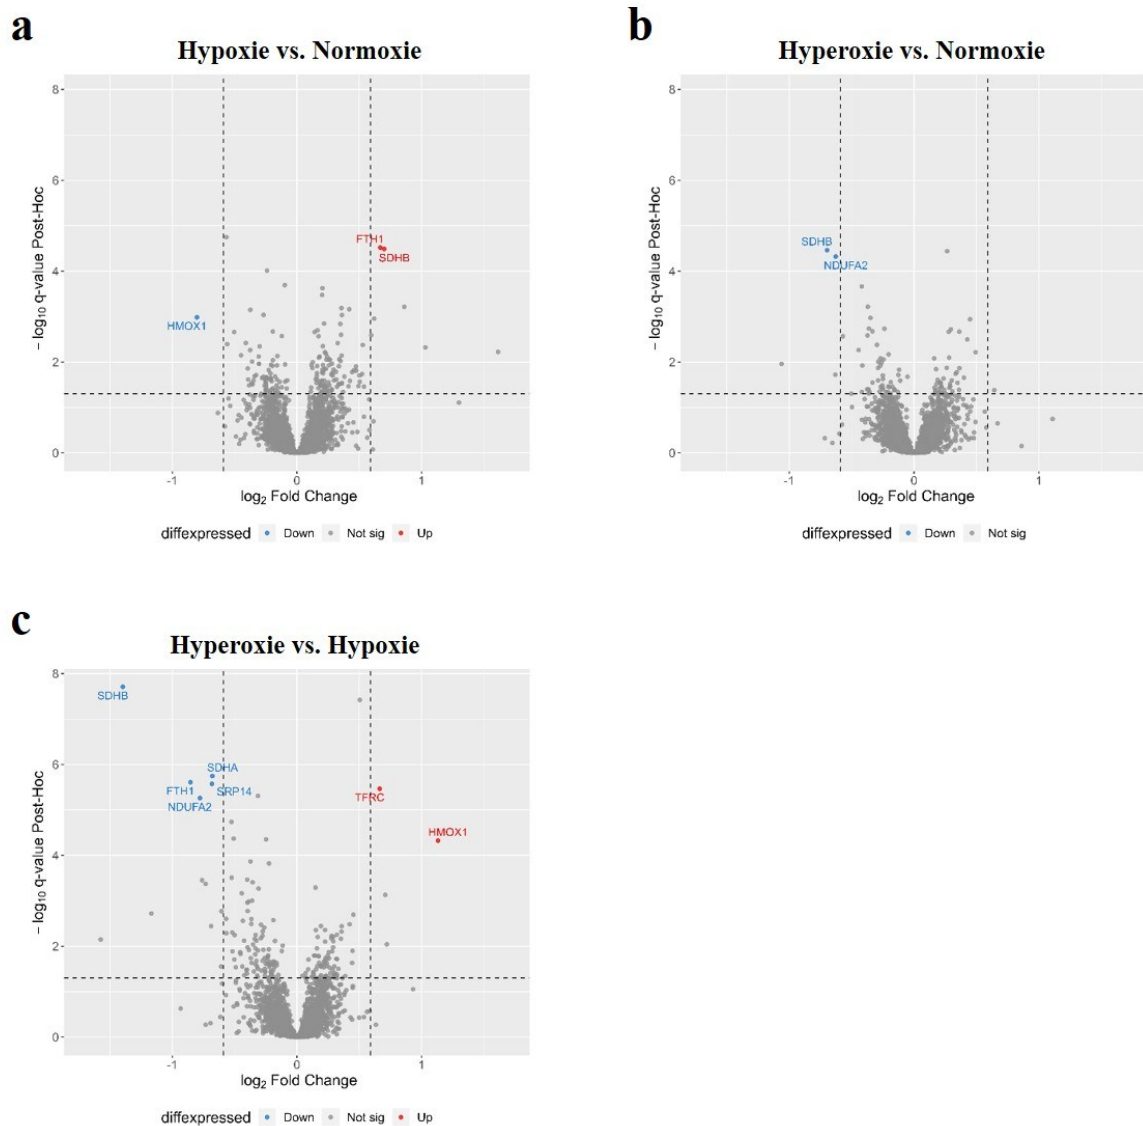 a
Hypoxie vs. Normoxie
8
6
4
2
0
− log10 q-value Post-Hoc
FTH1
SDHB
HMOX1
-1
0
1
log2 Fold Change
diffexpressed Down Not sig Up
b
Hyperoxie vs. Normoxie
8
6
4
2
0
− log10 q-value Post-Hoc
SDHB
NDUFA2
-1
0
1
log2 Fold Change
diffexpressed Down Not sig
c
Hyperoxie vs. Hypoxie
8
6
4
2
0
− log10 q-value Post-Hoc
SDHB
SDHA
FTH1
SRP14
NDUFA2
TFRC
HMOX1
-1
0
1
log2 Fold Change
diffexpressed Down Not sig Up